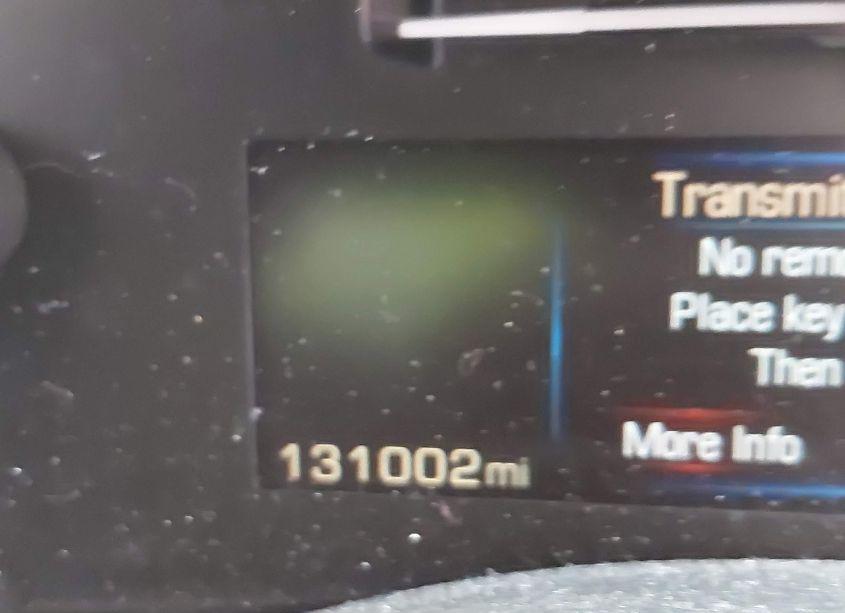 Transmit
No rem
Place key
Then
More Info
131002mi